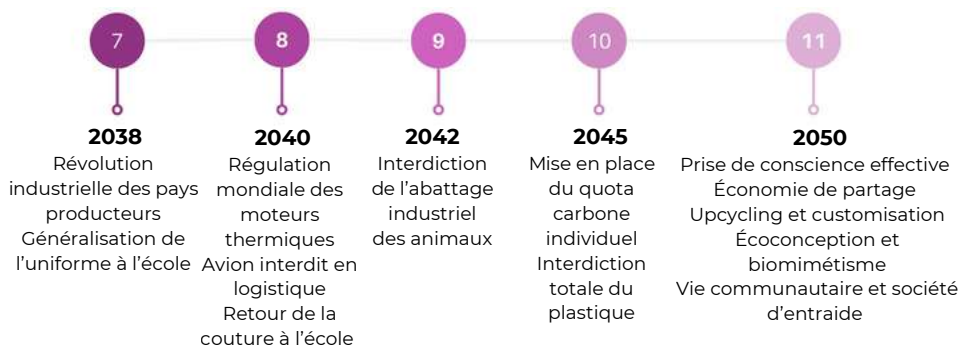 7
2038
Révolution
industrielle des pays
producteurs
Généralisation de
l'uniforme à l'école
8
2040
Régulation
mondiale des
moteurs
thermiques
Avion interdit en
logistique
Retour de la
couture à l'école
9
2042
Interdiction
de l'abattage
industriel
des animaux
10
2045
Mise en place
du quota
carbone
individuel
Interdiction
totale du
plastique
11
2050
Prise de conscience effective
Économie de partage
Upcycling et customisation
Écoconception et
biomimétisme
Vie communautaire et société
d'entraide